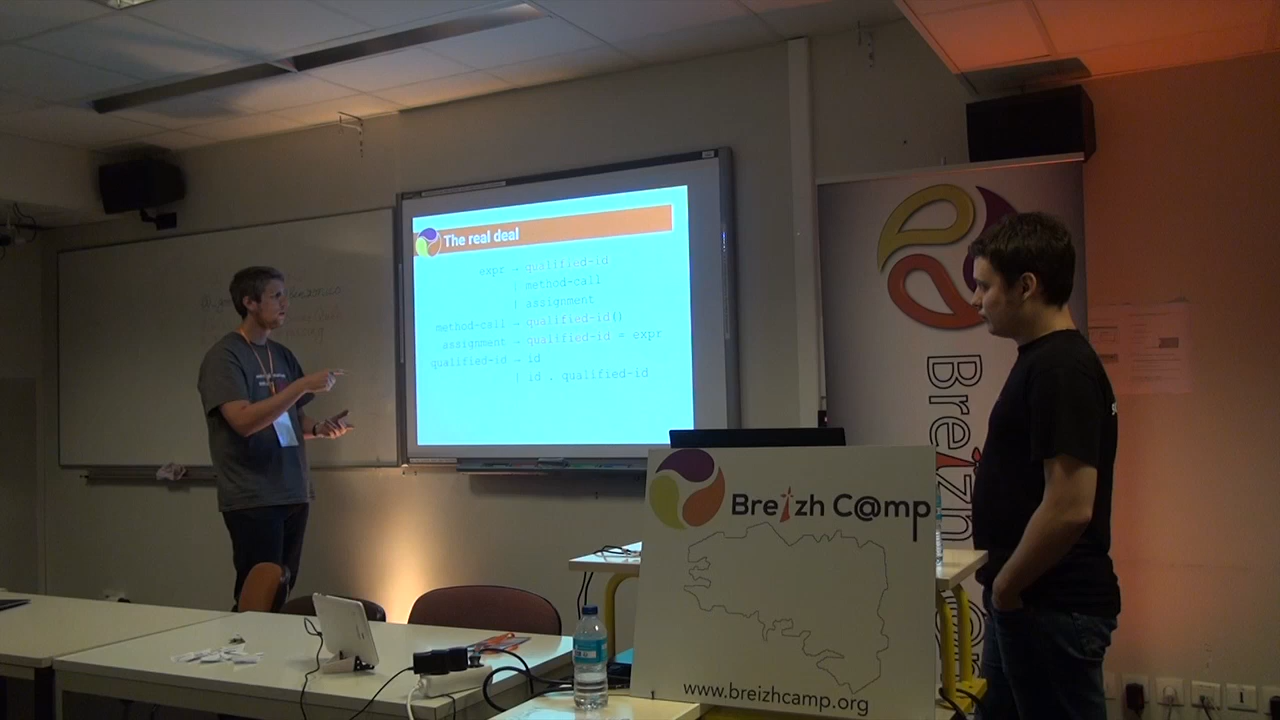 The real deal
expr → qualified-id
| method-call
| assignment
method-call → qualified-id()
assignment → qualified-id = expr
qualified-id → id
| id . qualified-id
Breizh C@mp
www.breizhcamp.org
Breizh